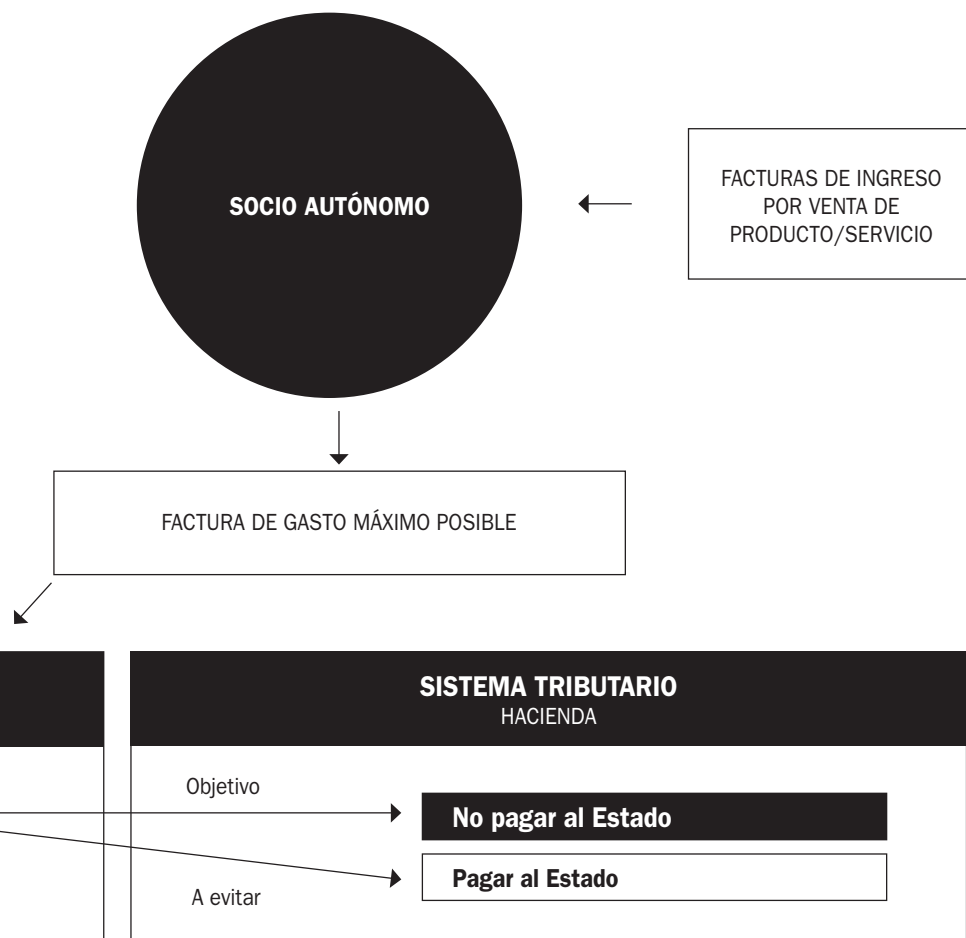 SOCIO AUTÓNOMO
FACTURAS DE INGRESO
POR VENTA DE
PRODUCTO/SERVICIO
FACTURA DE GASTO MÁXIMO POSIBLE
SISTEMA TRIBUTARIO
HACIENDA
Objetivo
No pagar al Estado
Pagar al Estado
A evitar